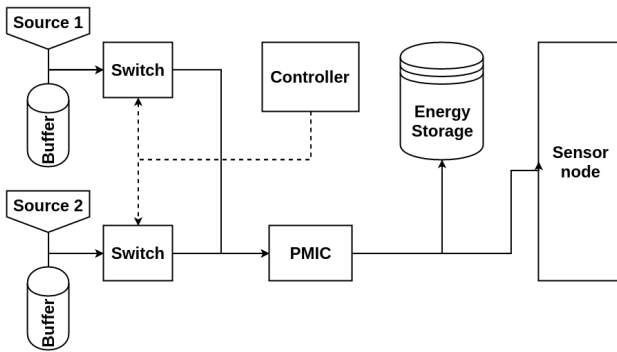 Source 1
Buffer
Switch
Controller
Energy
Storage
Sensor
node
Source 2
Buffer
Switch
PMIC